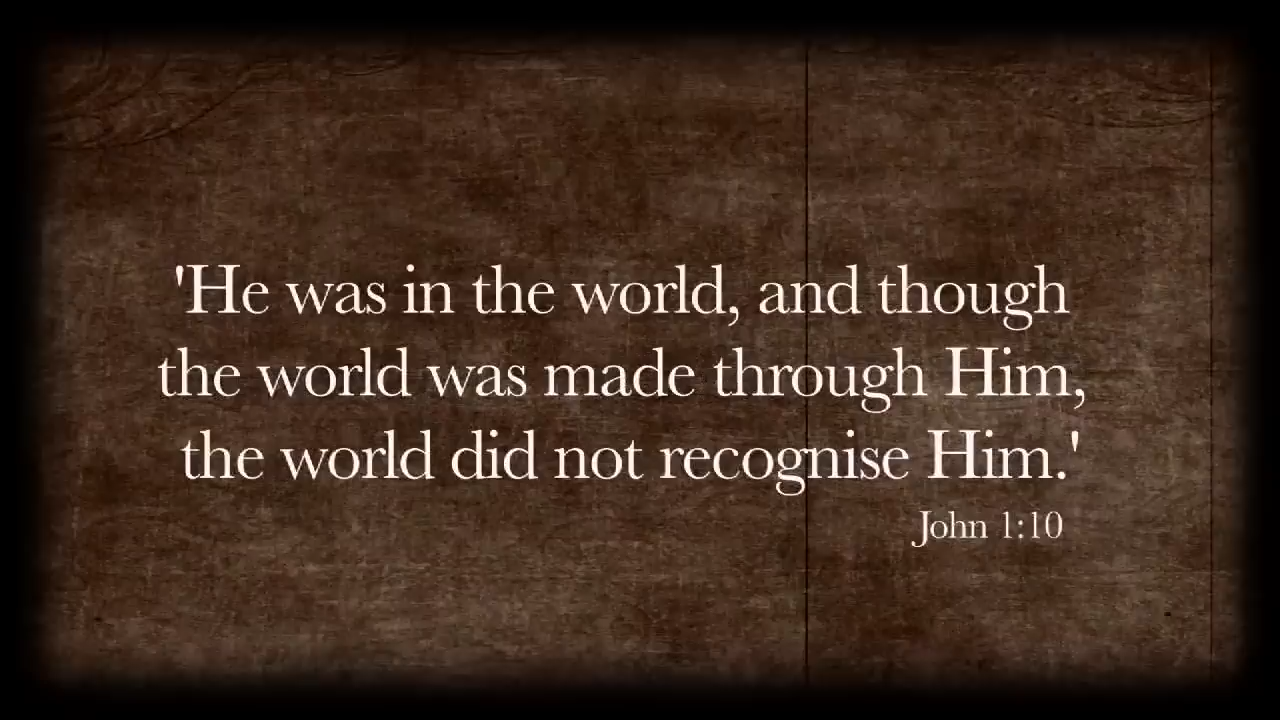 'He was in the world, and though
the world was made through Him,
the world did not recognise Him.'
John 1:10